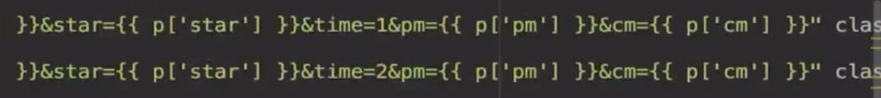 }}&star={{ p['star'] }}&time=1&pm={{ p['pm'] }}&cm={{ p['cm'] }}" clas
}}&star={{ p['star'] }}&time=2&pm={{ p['pm'] }}&cm={{ p['cm'] }}" clas